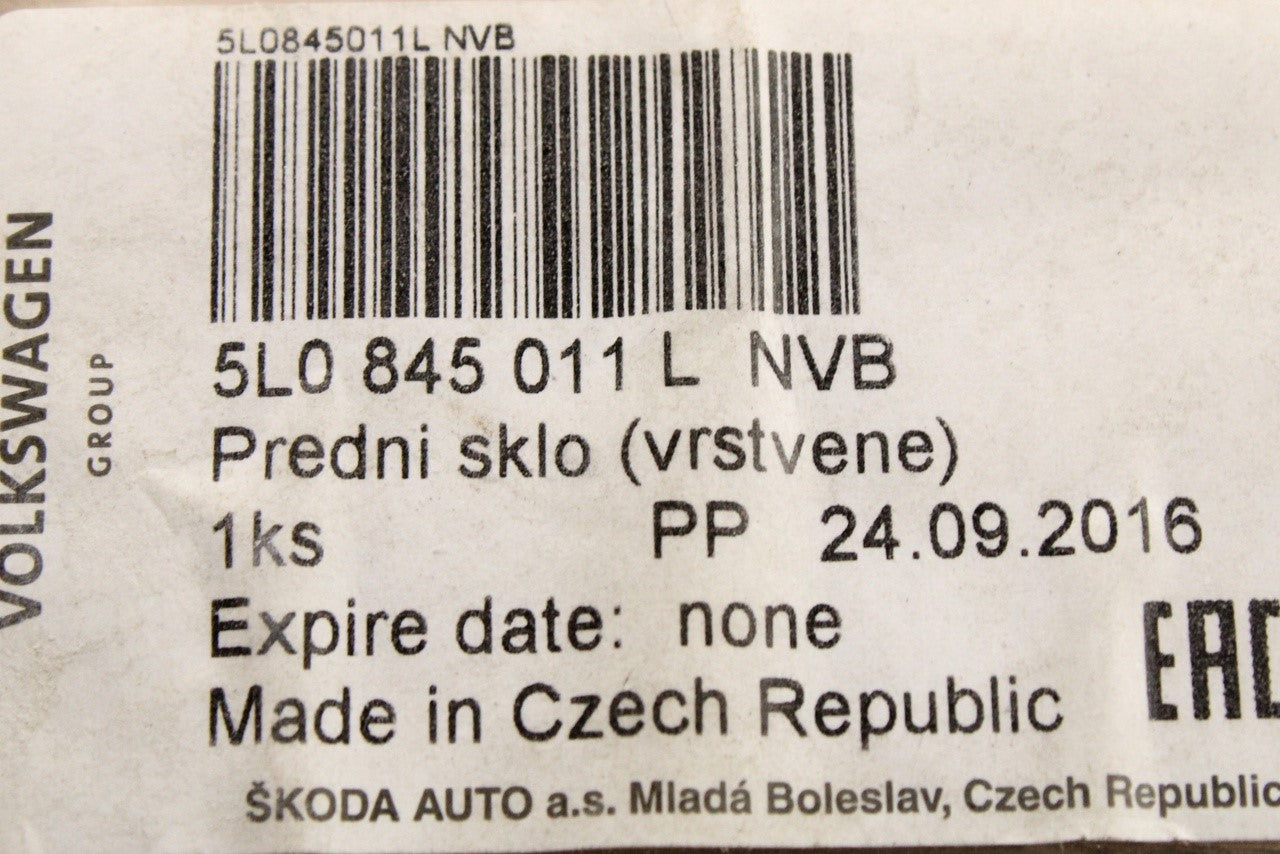 5L0845011L NVB
5L0 845 011 L NVB
Predni sklo (vrstvene)
1ks PP 24.09.2016
Expire date: none
Made in Czech Republic
ŠKODA AUTO a.s. Mladá Boleslav, Czech Republic
VOLKSWAGEN
GROUP
EAC